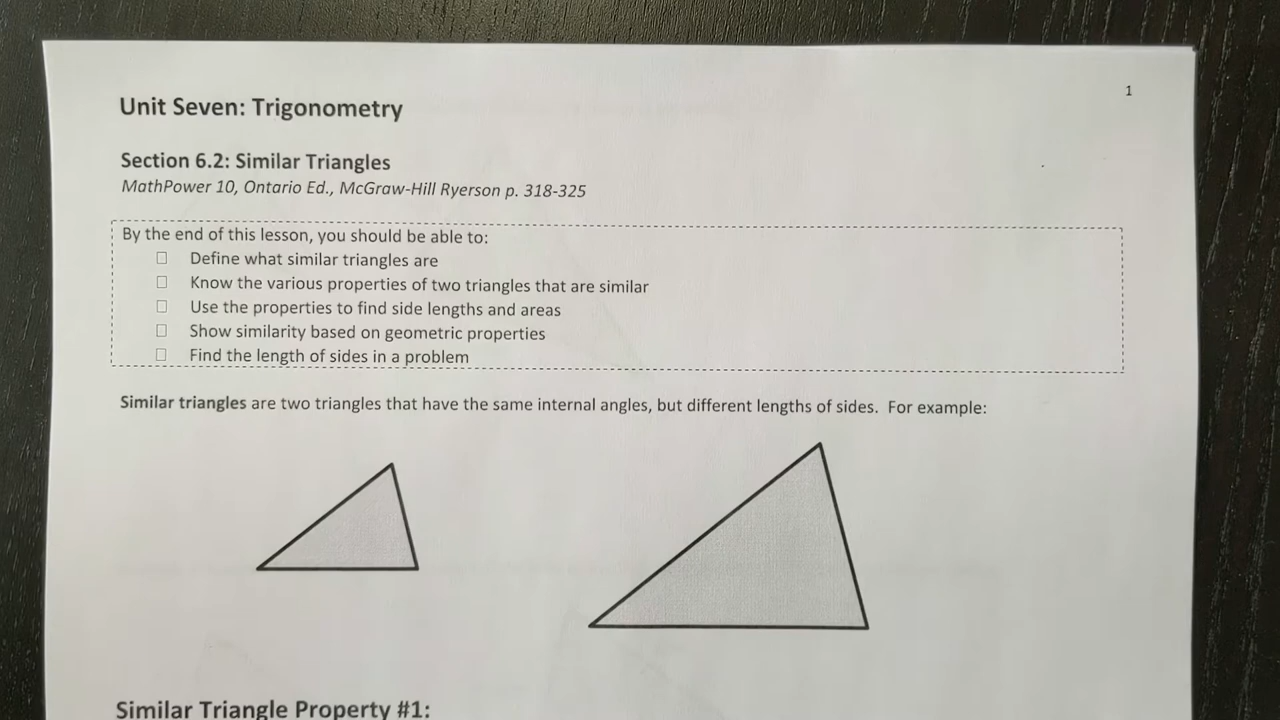 1
Unit Seven: Trigonometry
Section 6.2: Similar Triangles
MathPower 10, Ontario Ed., McGraw-Hill Ryerson p. 318-325
By the end of this lesson, you should be able to:
Define what similar triangles are
Know the various properties of two triangles that are similar
Use the properties to find side lengths and areas
Show similarity based on geometric properties
Find the length of sides in a problem
Similar triangles are two triangles that have the same internal angles, but different lengths of sides. For example:
Similar Triangle Property #1: